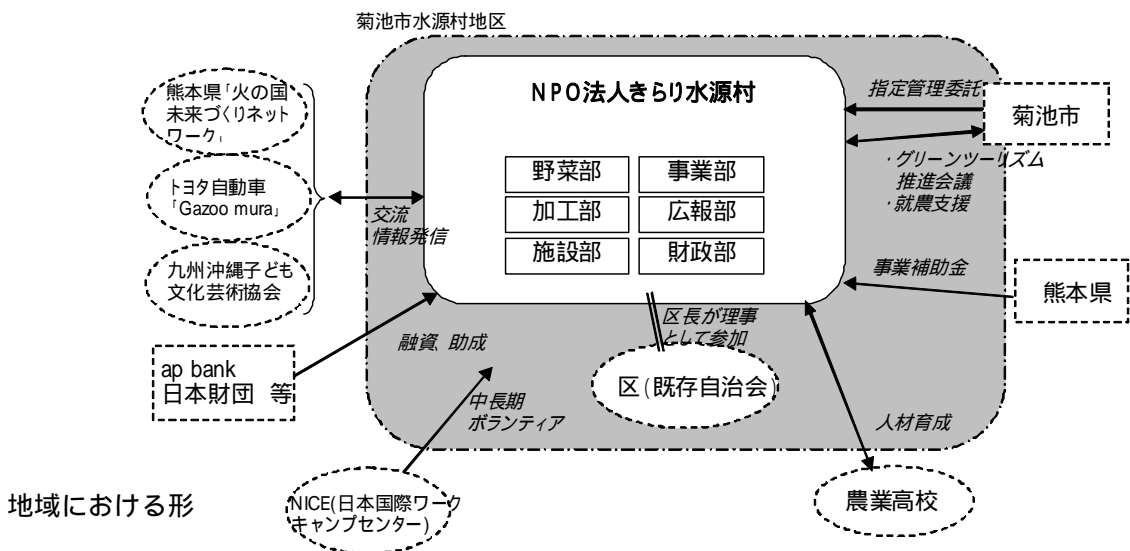 菊池市水源村地区
NPO法人きらり水源村
野菜部
事業部
加工部
広報部
施設部
財政部
熊本県「火の国
未来づくりネット
ワーク」
トヨタ自動車
「Gazoo mura」
九州沖縄子ども
文化芸術協会
交流
情報発信
指定管理委託
菊池市
・グリーンツーリズム
推進会議
・就農支援
事業補助金
熊本県
区長が理事
として参加
区(既存自治会)
融資、助成
ap bank
日本財団 等
中長期
ボランティア
人材育成
NICE(日本国際ワーク
キャンプセンター)
農業高校
地域における形